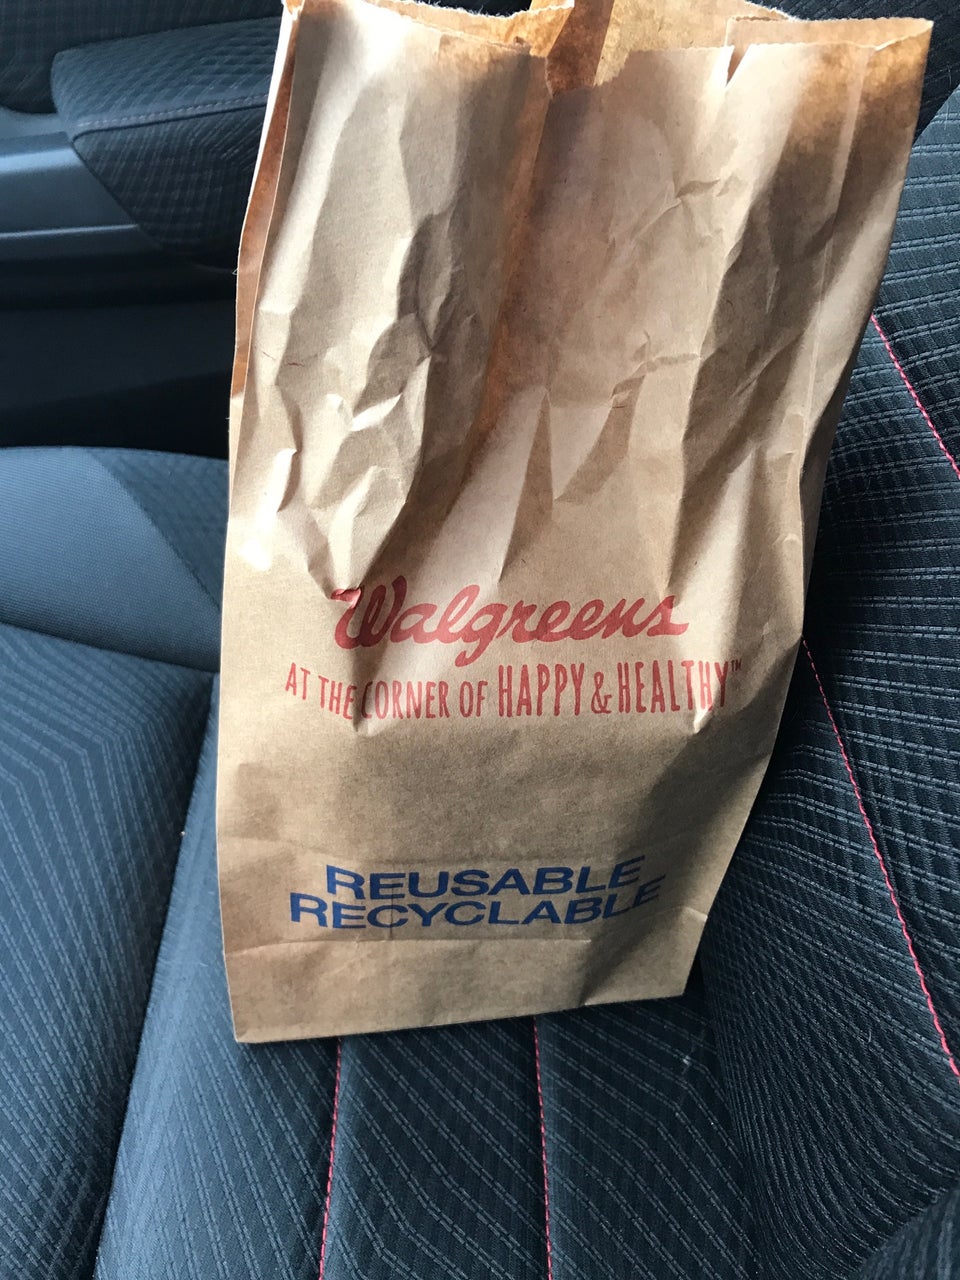 Walgreens
AT THE CORNER OF HAPPY & HEALTHY™
REUSABLE
RECYCLABLE